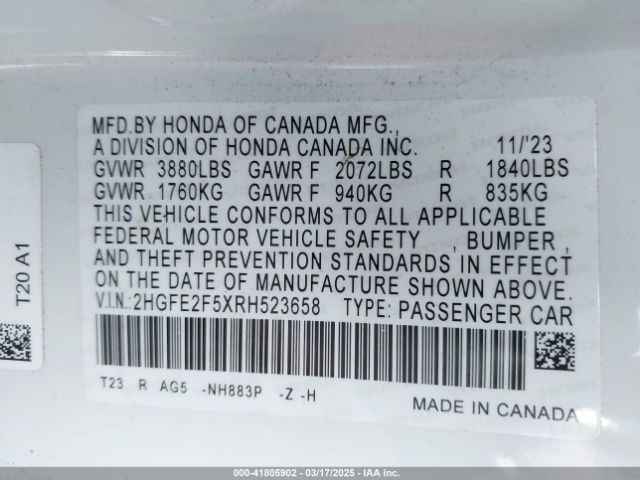 MFD.BY HONDA OF CANADA MFG.,
A DIVISION OF HONDA CANADA INC. 11/'23
GVWR 3880LBS GAWR F 2072LBS R 1840LBS
GVWR 1760KG GAWR F 940KG R 835KG
THIS VEHICLE CONFORMS TO ALL APPLICABLE
FEDERAL MOTOR VEHICLE SAFETY , BUMPER ,
AND THEFT PREVENTION STANDARDS IN EFFECT
ON THE DATE OF MANUFACTURE SHOWN ABOVE.
V.I.N.:2HGFE2F5XRH523658 TYPE: PASSENGER CAR
T23 R AG5 -NH883P -Z -H
MADE IN CANADA
T20 A1
000-41805902 — 03/17/2025 — IAA Inc.